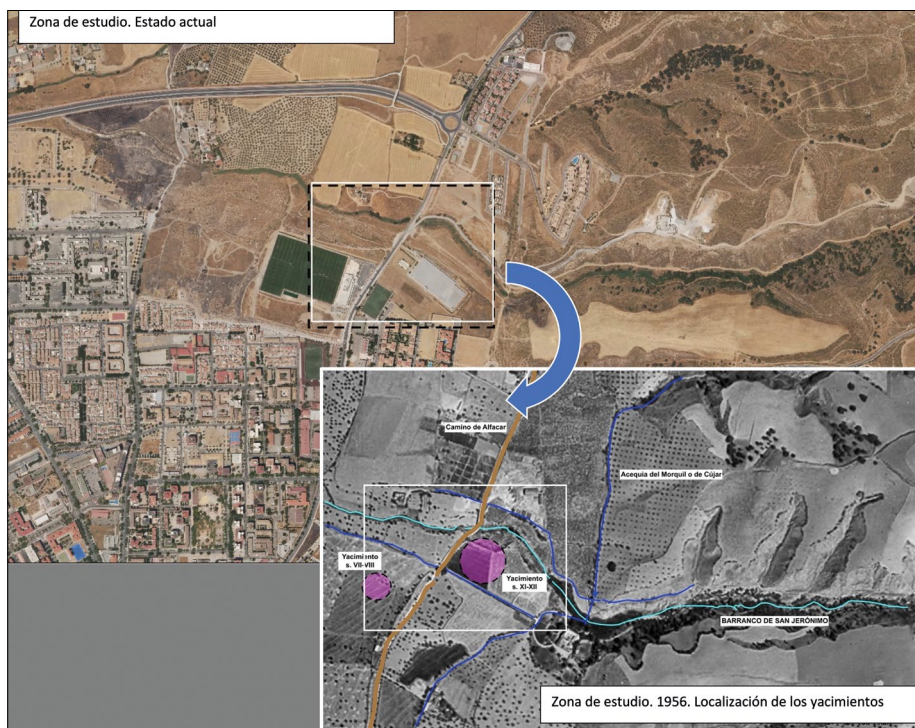 Zona de estudio. Estado actual
Camino de Alfacar
Acequia del Morquil o de Cújar
Yacimiento
s. VII-VIII
Yacimiento
s. XI-XII
BARRANCO DE SAN JERÓNIMO
Zona de estudio. 1956. Localización de los yacimientos